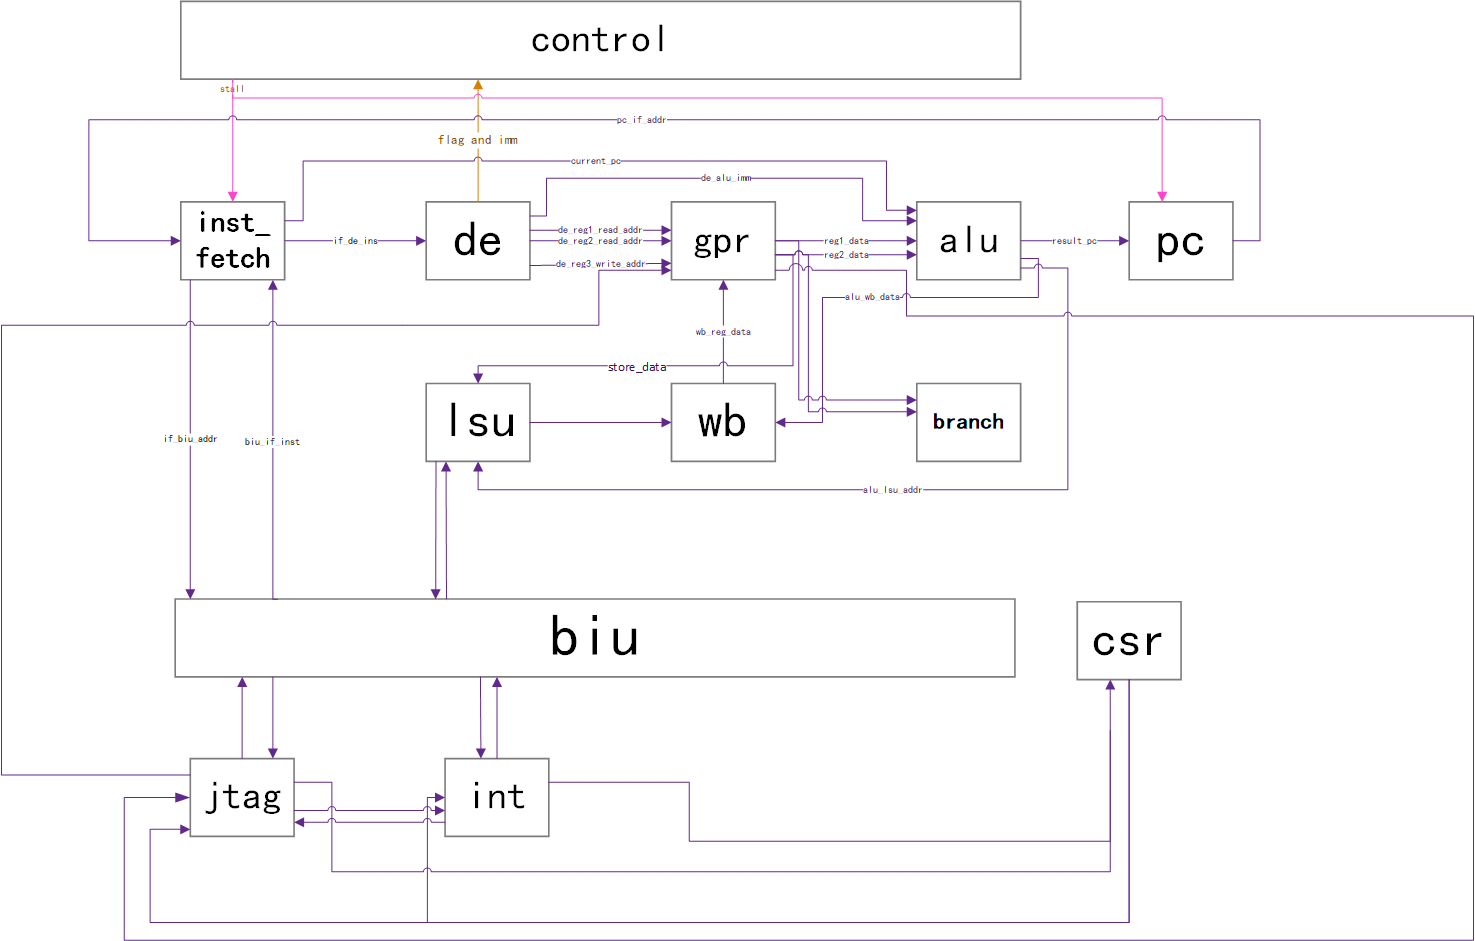 control
stall
pc_if_addr
flag and imm
current_pc
de_alu_imm
inst_
fetch
if_de_ins
de
de_reg1_read_addr
de_reg2_read_addr
de_reg3_write_addr
gpr
reg1_data
reg2_data
alu
result_pc
pc
alu_wb_data
wb_reg_data
store_data
lsu
wb
branch
if_biu_addr
biu_if_inst
alu_lsu_addr
biu
csr
jtag
int